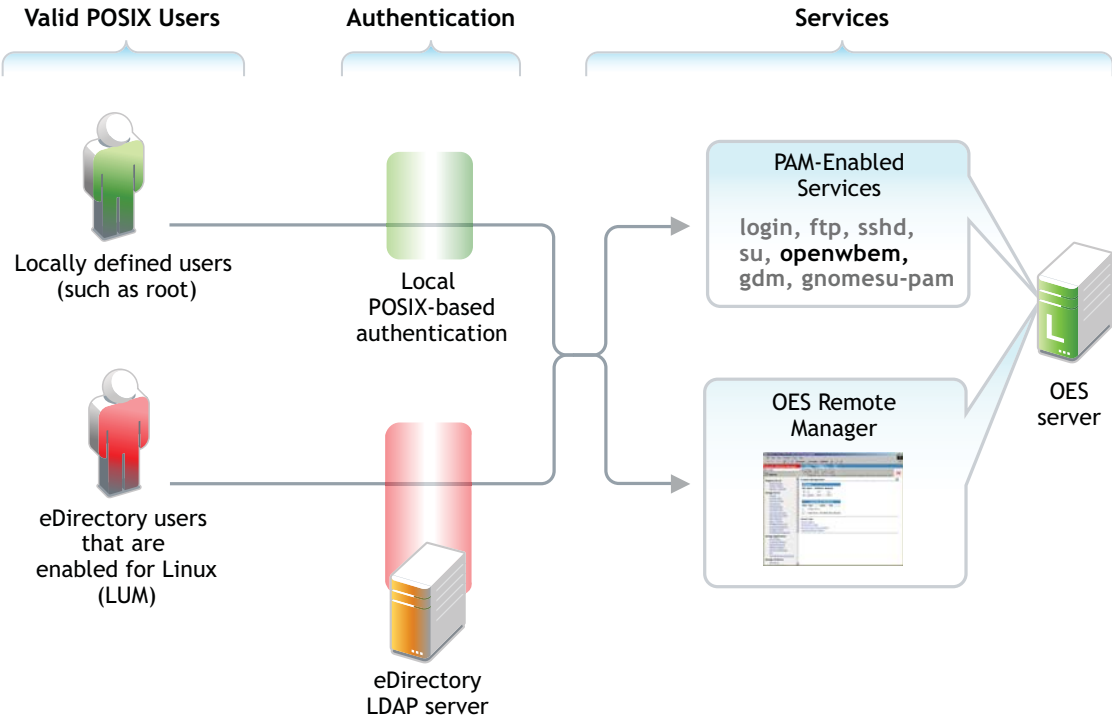 Valid POSIX Users
Authentication
Services
Locally defined users
(such as root)
Local
POSIX-based
authentication
PAM-Enabled
Services
login, ftp, sshd,
su, openwbem,
gdm, gnomesu-pam
L
OES
server
eDirectory users
that are
enabled for Linux
(LUM)
eDirectory
LDAP server
OES Remote
Manager